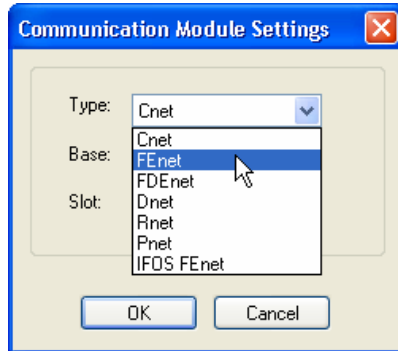 Communication Module Settings
Type: Cnet
Cnet
Base: FEnet
FDEnet
Slot: Dnet
Rnet
Pnet
IFOS FEnet
OK Cancel